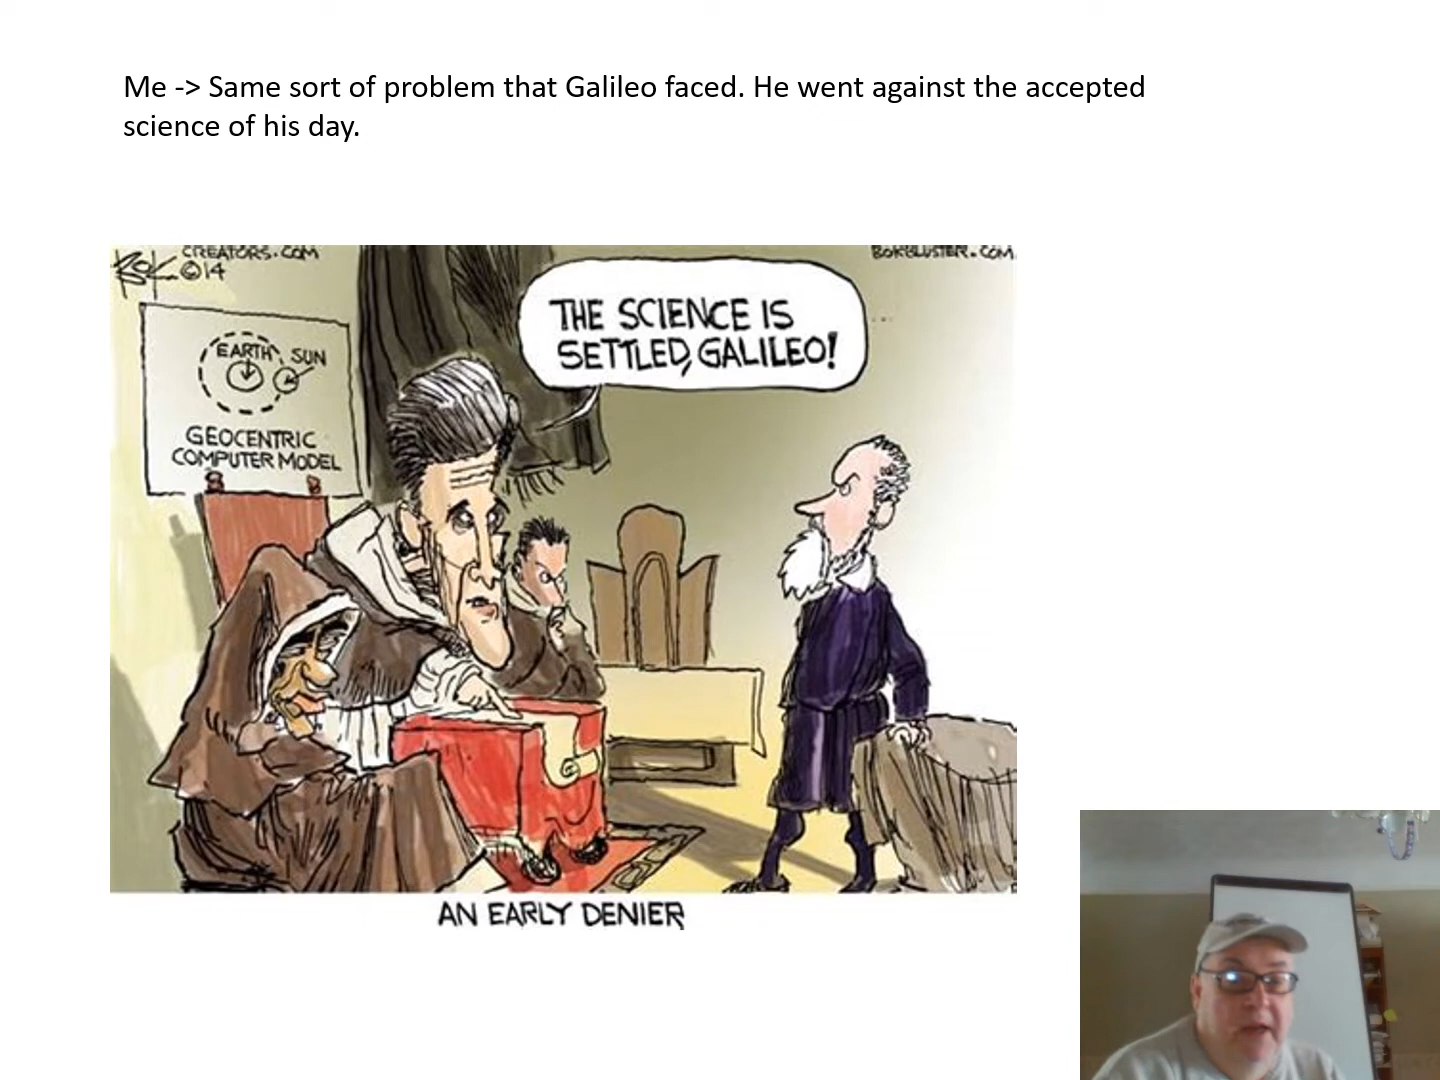 Me -> Same sort of problem that Galileo faced. He went against the accepted
science of his day.
CREATORS.COM
BOKBLUSTER.COM
BOK
©14
THE SCIENCE IS
SETTLED, GALILEO!
EARTH
SUN
GEOCENTRIC
COMPUTER MODEL
AN EARLY DENIER